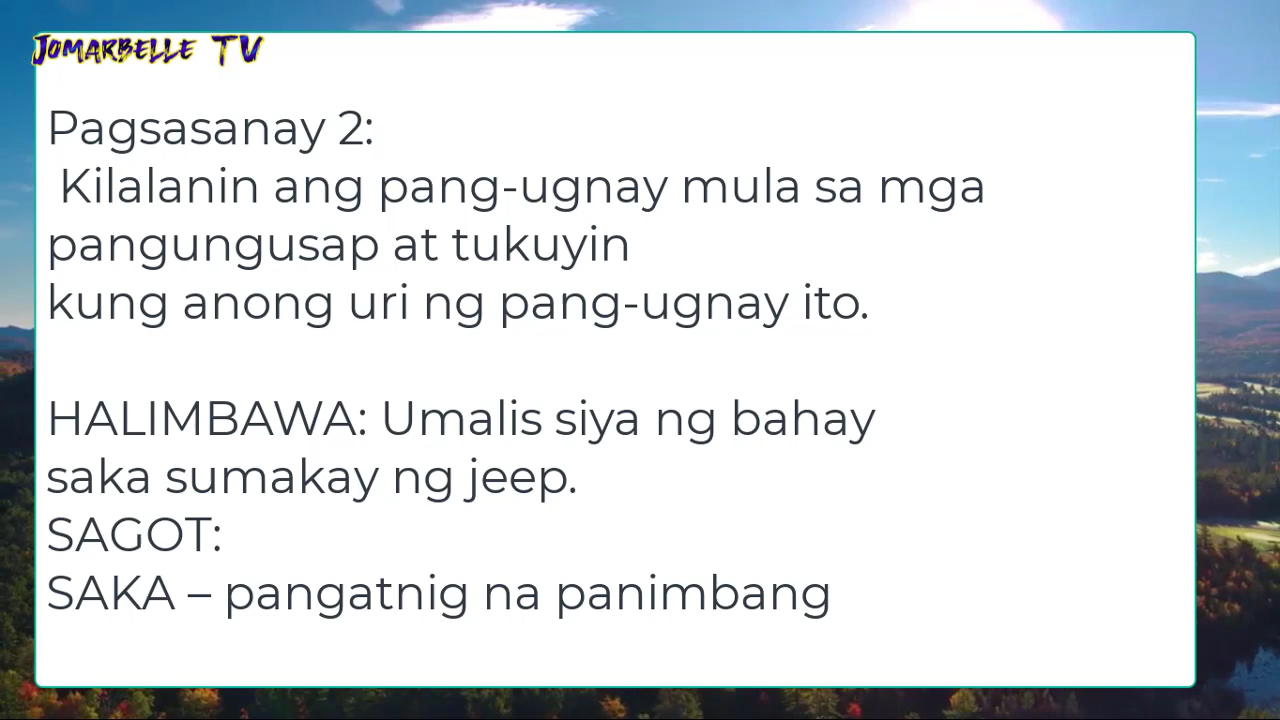 Jomarbelle TV
Pagsasanay 2:
Kilalanin ang pang-ugnay mula sa mga
pangungusap at tukuyin
kung anong uri ng pang-ugnay ito.
HALIMBAWA: Umalis siya ng bahay
saka sumakay ng jeep.
SAGOT:
SAKA – pangatnig na panimbang